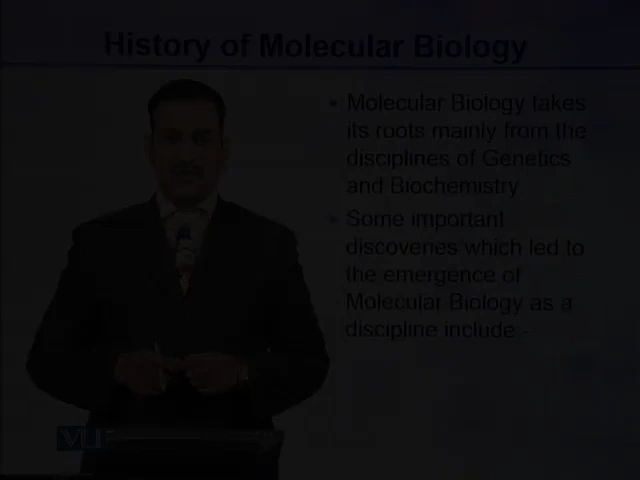 History of Molecular Biology
• Molecular Biology takes
its roots mainly from the
disciplines of Genetics
and Biochemistry
• Some important
discoveries which led to
the emergence of
Molecular Biology as a
discipline include -
VU